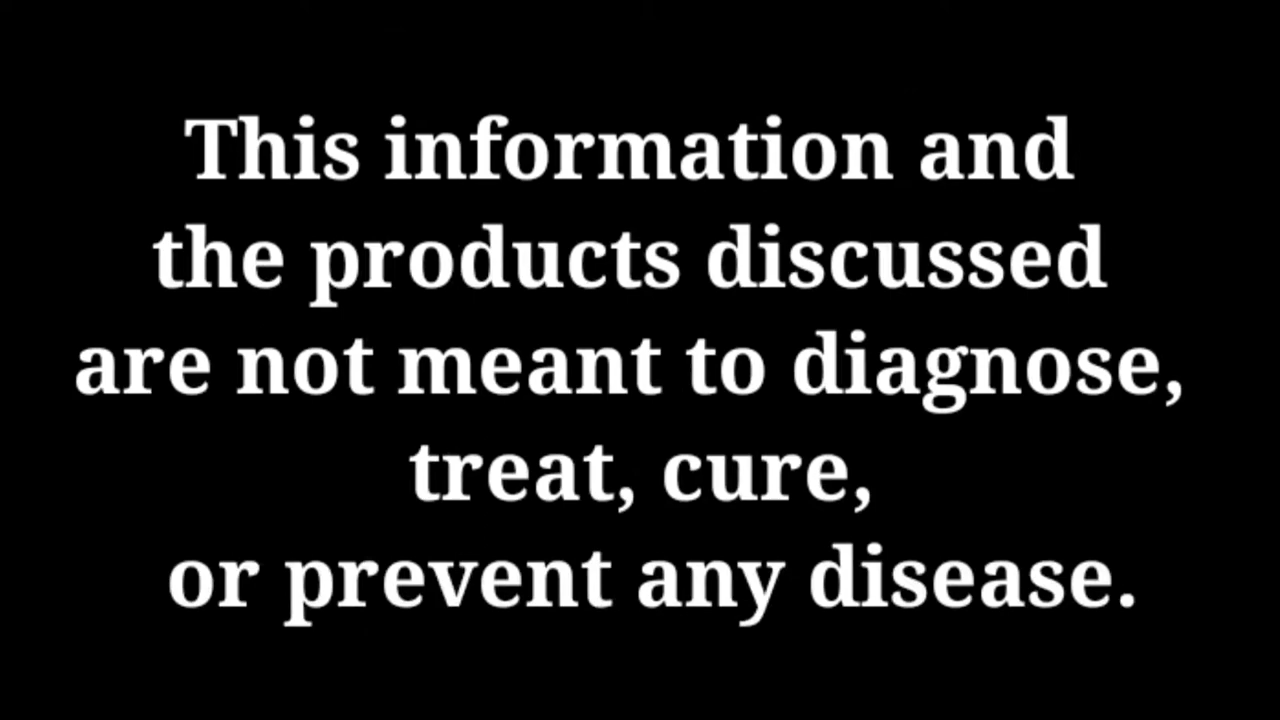 This information and
the products discussed
are not meant to diagnose,
treat, cure,
or prevent any disease.